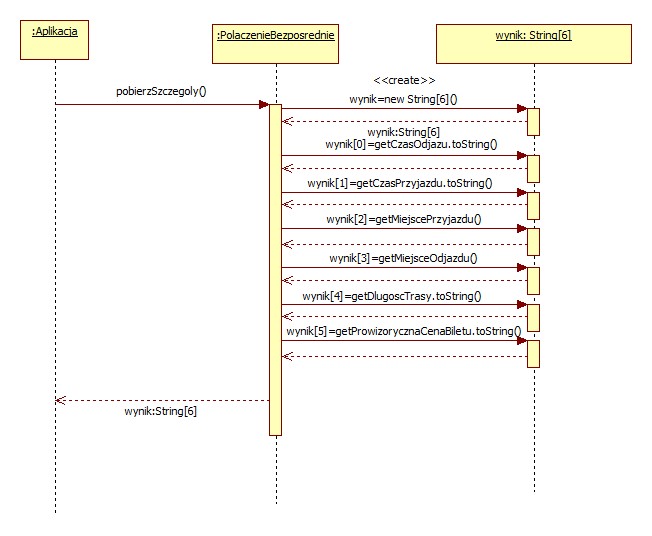 :Aplikacja
:PolaczenieBezposrednie
wynik: String[6]
<<create>>
pobierzSzczegoly()
wynik=new String[6]()
wynik:String[6]
wynik[0]=getCzasOdjazu.toString()
wynik[1]=getCzasPrzyjazdu.toString()
wynik[2]=getMiejscePrzyjazdu()
wynik[3]=getMiejsceOdjazdu()
wynik[4]=getDlugoscTrasy.toString()
wynik[5]=getProwizorycznaCenaBiletu.toString()
wynik:String[6]